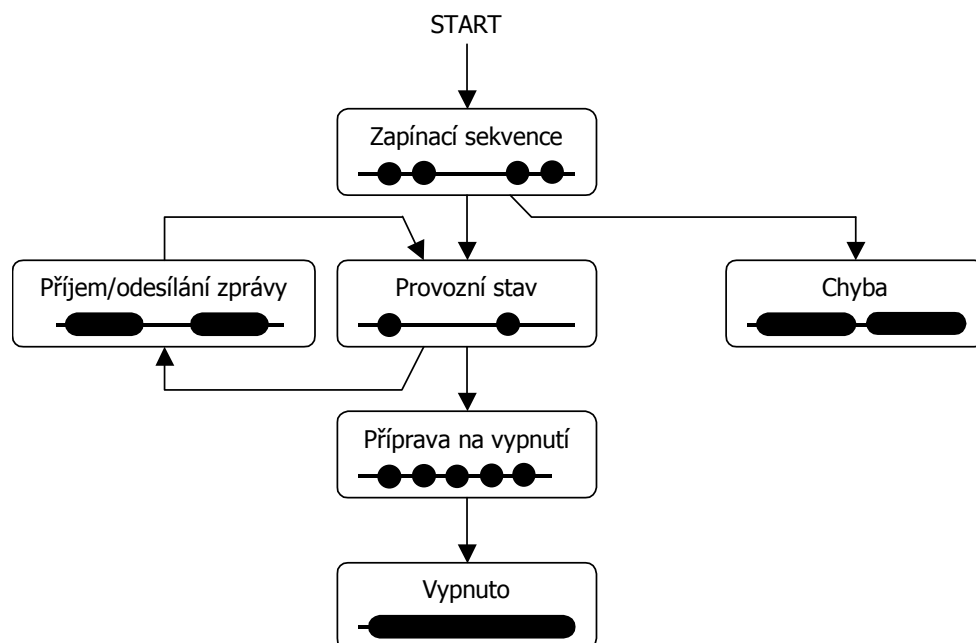 START
Zapínací sekvence
Příjem/odesílání zprávy
Provozní stav
Chyba
Příprava na vypnutí
Vypnuto